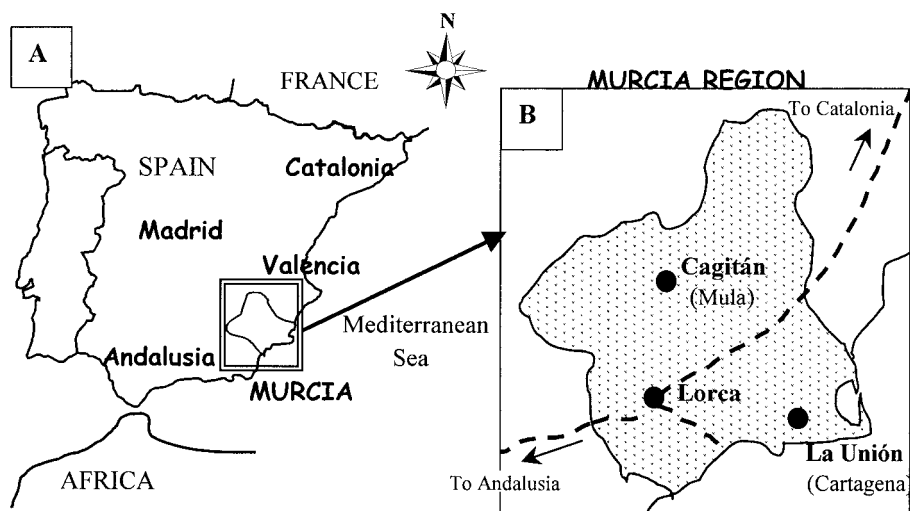 A
N
FRANCE
SPAIN
Catalonia
Madrid
Valencia
Mediterranean
Sea
Andalusia
MURCIA
AFRICA
MURCIA REGION
B
To Catalonia
Cagitán
(Mula)
Lorca
La Unión
(Cartagena)
To Andalusia